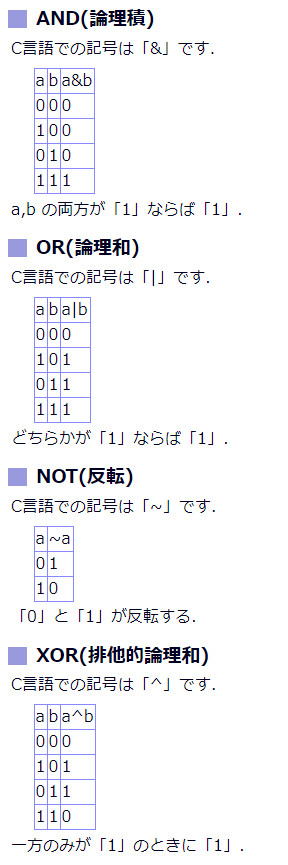 AND(論理積)
C言語での記号は「&」です.
a b a&b
0 0 0
1 0 0
0 1 0
1 1 1
a,b の両方が「1」ならば「1」.
OR(論理和)
C言語での記号は「|」です.
a b a|b
0 0 0
1 0 1
0 1 1
1 1 1
どちらかが「1」ならば「1」.
NOT(反転)
C言語での記号は「~」です.
a ~a
0 1
1 0
「0」と「1」が反転する.
XOR(排他的論理和)
C言語での記号は「^」です.
a b a^b
0 0 0
1 0 1
0 1 1
1 1 0
一方のみが「1」のときに「1」.